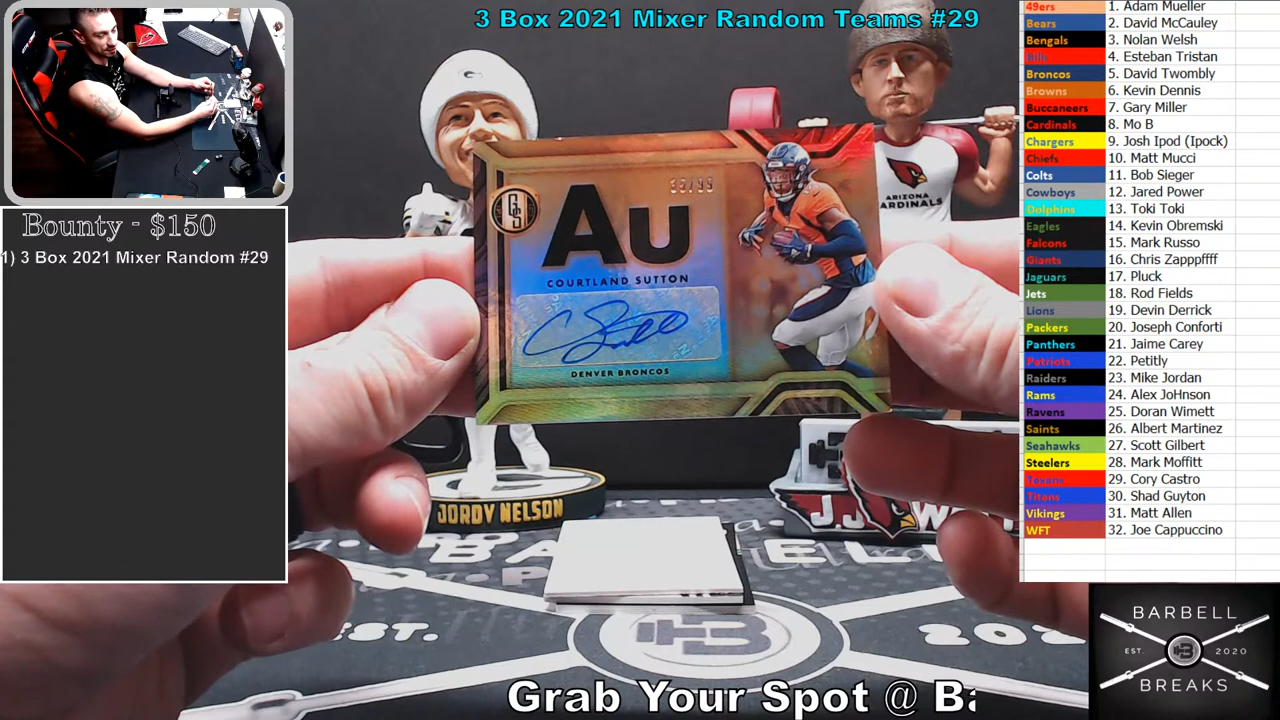 3 Box 2021 Mixer Random Teams #29
Bounty - $150
1) 3 Box 2021 Mixer Random #29
G
GS
Au
COURTLAND SUTTON
DENVER BRONCOS
ARIZONA
CARDINALS
JORDY NELSON
J.J. W
EST.
49ers 1. Adam Mueller
Bears 2. David McCauley
Bengals 3. Nolan Welsh
Bills 4. Esteban Tristan
Broncos 5. David Twombly
Browns 6. Kevin Dennis
Buccaneers 7. Gary Miller
Cardinals 8. Mo B
Chargers 9. Josh Ipod (Ipock)
Chiefs 10. Matt Mucci
Colts 11. Bob Sieger
Cowboys 12. Jared Power
Dolphins 13. Toki Toki
Eagles 14. Kevin Obremski
Falcons 15. Mark Russo
Giants 16. Chris Zapppffff
Jaguars 17. Pluck
Jets 18. Rod Fields
Lions 19. Devin Derrick
Packers 20. Joseph Conforti
Panthers 21. Jaime Carey
Patriots 22. Petitly
Raiders 23. Mike Jordan
Rams 24. Alex JoHnson
Ravens 25. Doran Wimett
Saints 26. Albert Martinez
Seahawks 27. Scott Gilbert
Steelers 28. Mark Moffitt
Texans 29. Cory Castro
Titans 30. Shad Guyton
Vikings 31. Matt Allen
WFT 32. Joe Cappuccino
BARBELL
EST. 2020
BREAKS
Grab Your Spot @ Ba